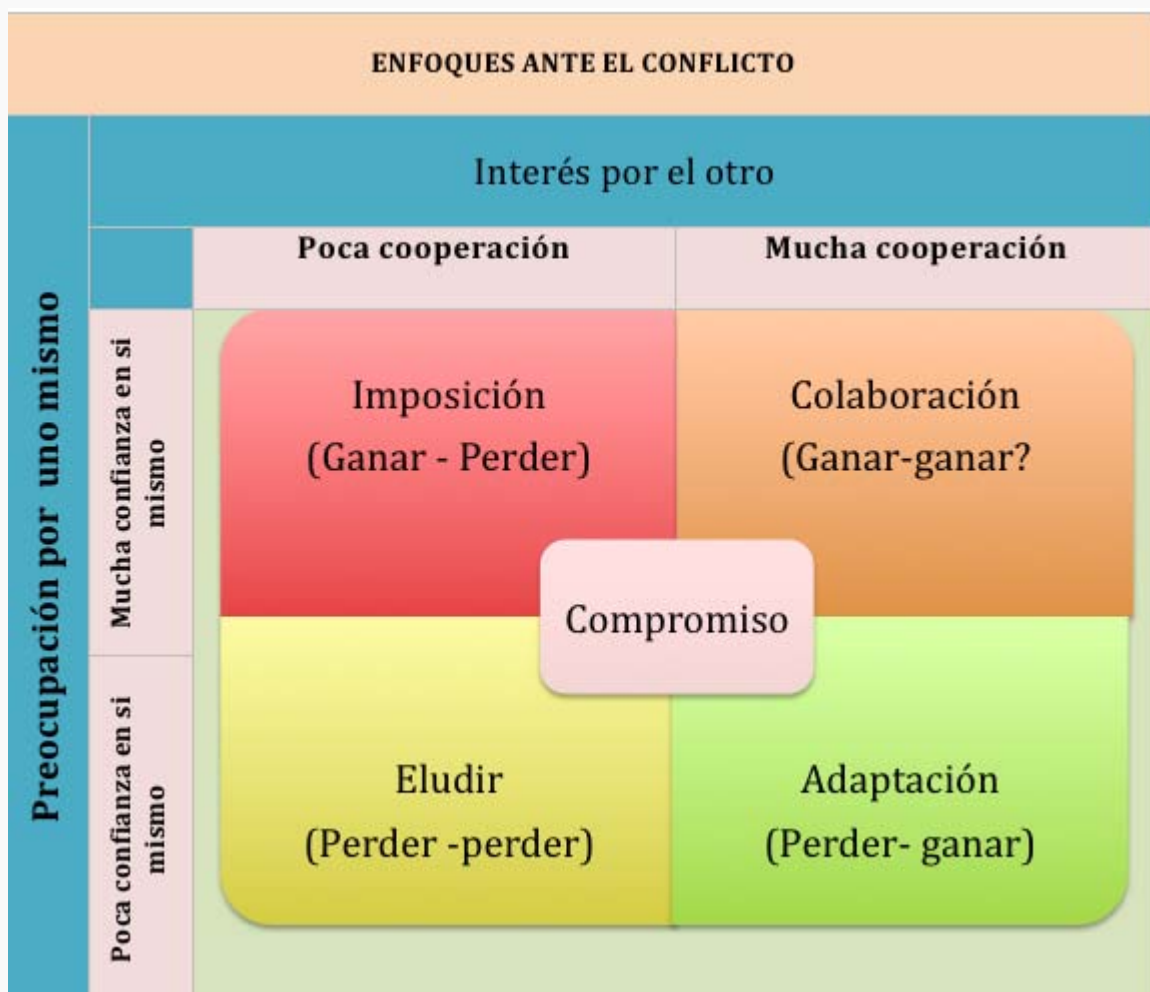 ENFOQUES ANTE EL CONFLICTO
Interés por el otro
Poca cooperación
Mucha cooperación
Preocupación por uno mismo
Mucha confianza en si
mismo
Imposición
(Ganar - Perder)
Colaboración
(Ganar-ganar?
Compromiso
Poca confianza en si
mismo
Eludir
(Perder -perder)
Adaptación
(Perder- ganar)